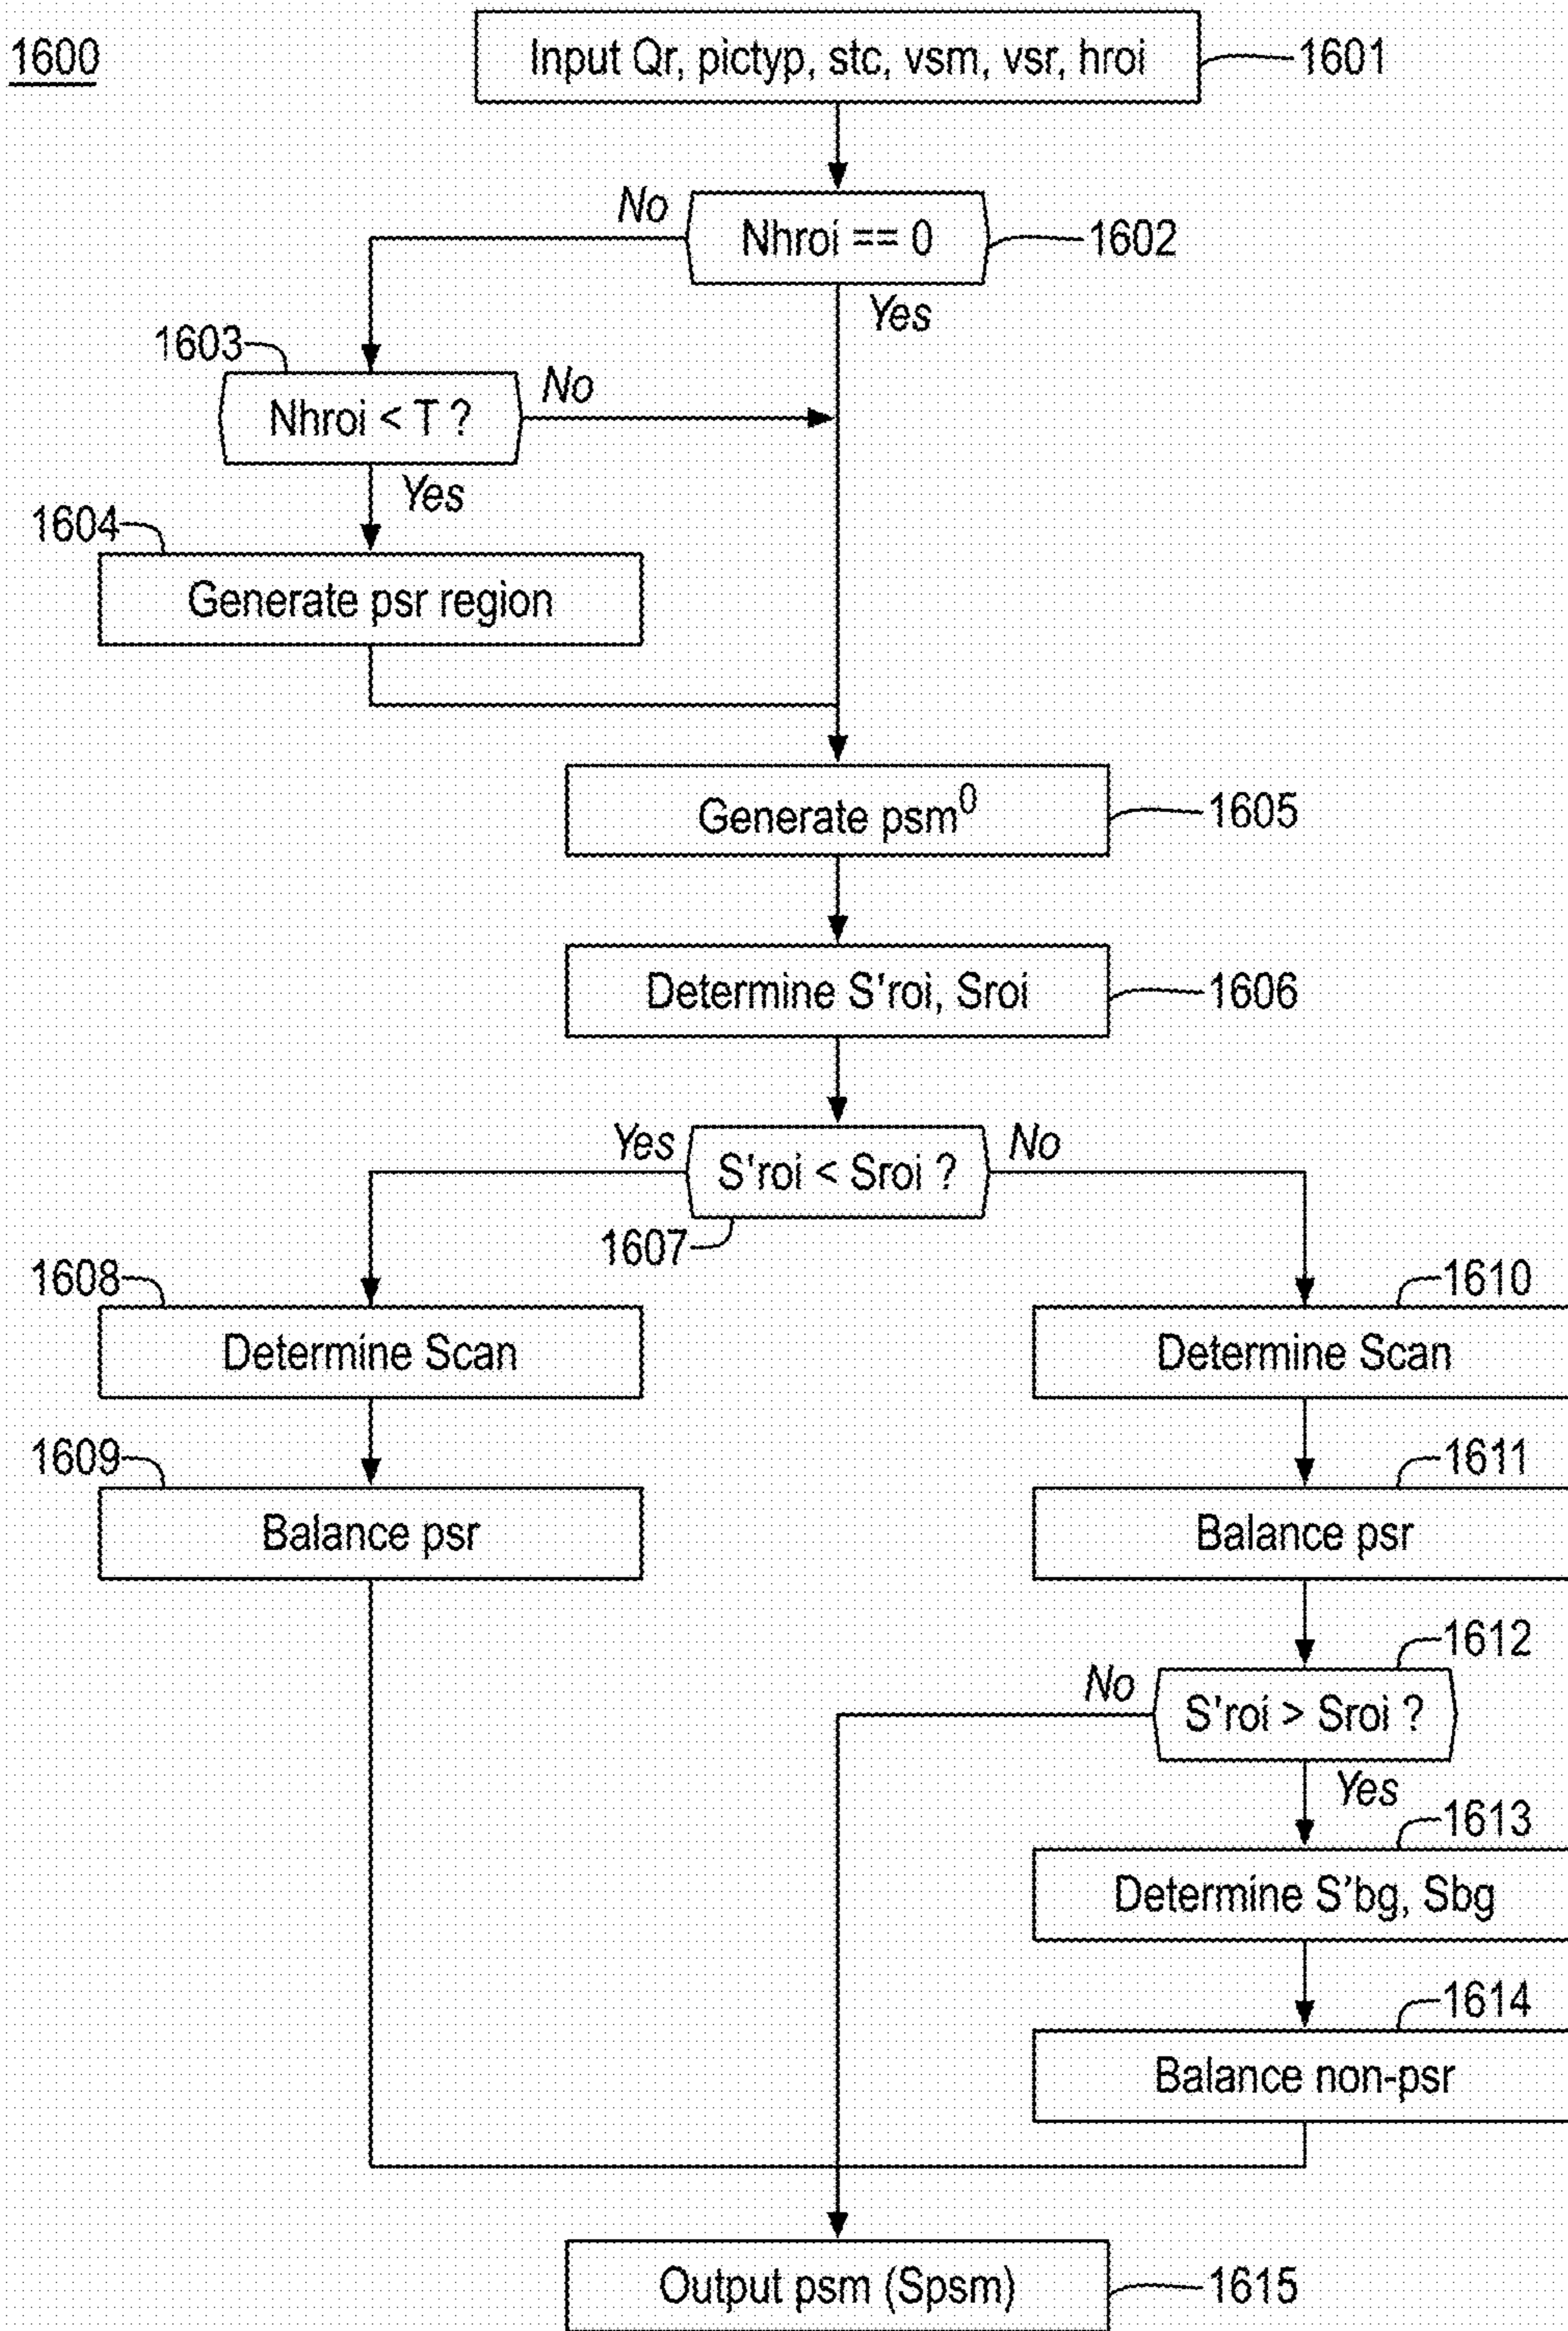 1600
Input Qr, pictyp, stc, vsm, vsr, hroi
1601
No
Nhroi == 0
1602
Yes
1603
Nhroi < T ?
No
Yes
1604
Generate psr region
Generate psm⁰
1605
Determine S'roi, Sroi
1606
Yes
S'roi < Sroi ?
No
1607
1608
1610
Determine Scan
Determine Scan
1609
1611
Balance psr
Balance psr
1612
No
S'roi > Sroi ?
Yes
1613
Determine S'bg, Sbg
1614
Balance non-psr
Output psm (Spsm)
1615